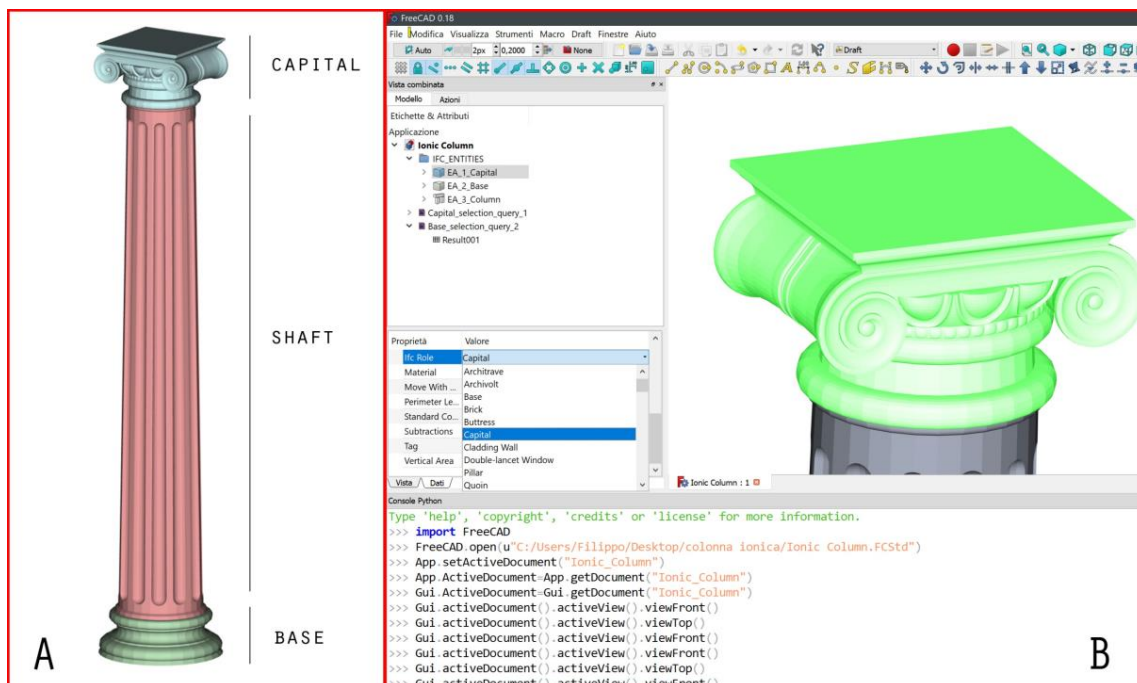 CAPITAL
SHAFT
BASE
A
FreeCAD 0.18
File Modifica Visualizza Strumenti Macro Draft Finestre Aiuto
Auto 2px 0,2000 None Draft
Vista combinata
Modello Azioni
Etichette & Attributi
Applicazione
Ionic Column
IFC_ENTITIES
EA_1_Capital
EA_2_Base
EA_3_Column
Capital_selection_query_1
Base_selection_query_2
Result001
Proprietà Valore
Ifc Role Capital
Material Architrave
Move With ... Archivolt
Perimeter Le... Base
Standard Co... Brick
Subtractions Buttress
Tag Capital
Vertical Area Cladding Wall
Double-lancet Window
Pillar
Quoin
Vista Dati
Ionic Column : 1
Console Python
Type 'help', 'copyright', 'credits' or 'license' for more information.
>>> import FreeCAD
>>> FreeCAD.open(u"C:/Users/Filippo/Desktop/colonna ionica/Ionic Column.FCStd")
>>> App.setActiveDocument("Ionic_Column")
>>> App.ActiveDocument=App.getDocument("Ionic_Column")
>>> Gui.ActiveDocument=Gui.getDocument("Ionic_Column")
>>> Gui.activeDocument().activeView().viewFront()
>>> Gui.activeDocument().activeView().viewTop()
>>> Gui.activeDocument().activeView().viewFront()
>>> Gui.activeDocument().activeView().viewFront()
>>> Gui.activeDocument().activeView().viewTop()
>>> Gui.activeDocument().activeView().viewFront()
B